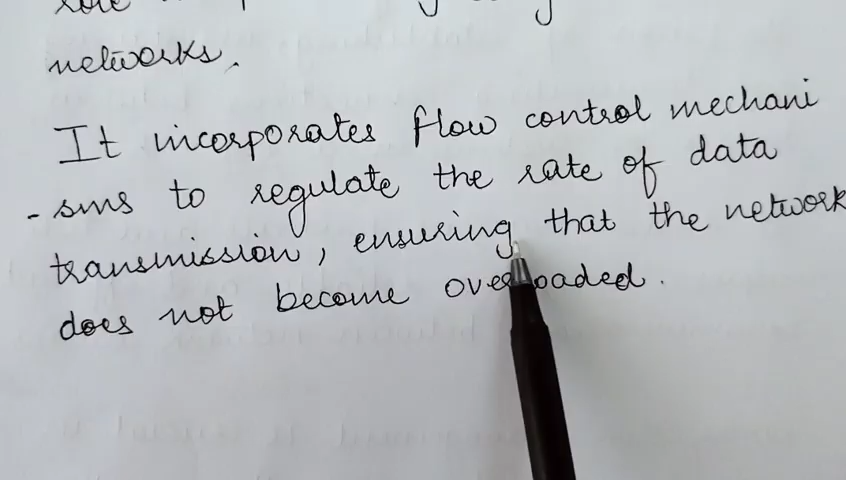 networks.
It incorporates flow control mechani
- sms to regulate the rate of data
transmission, ensuring that the network
does not become overloaded.